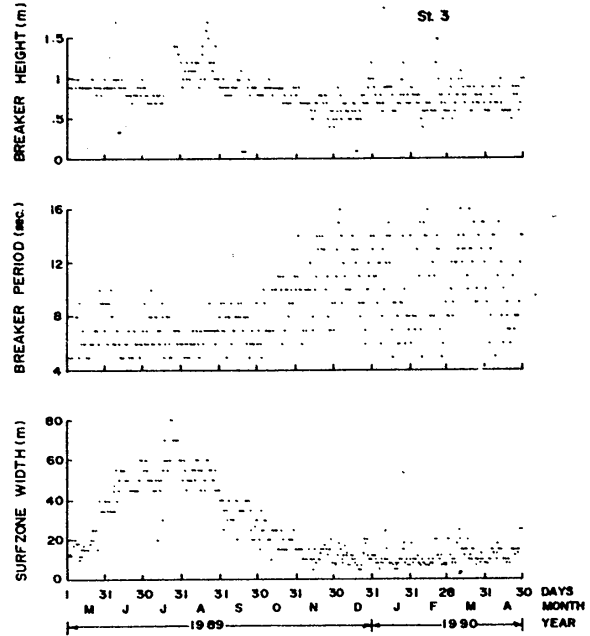 St. 3
BREAKER HEIGHT (m)
1.5
1
.5
0
BREAKER PERIOD (sec.)
16
12
8
4
SURFZONE WIDTH (m)
80
60
40
20
0
1 31 30 31 31 30 31 30 31 31 28 31 30 DAYS
M J J A S O N D J F M A MONTH
1989 1990 YEAR